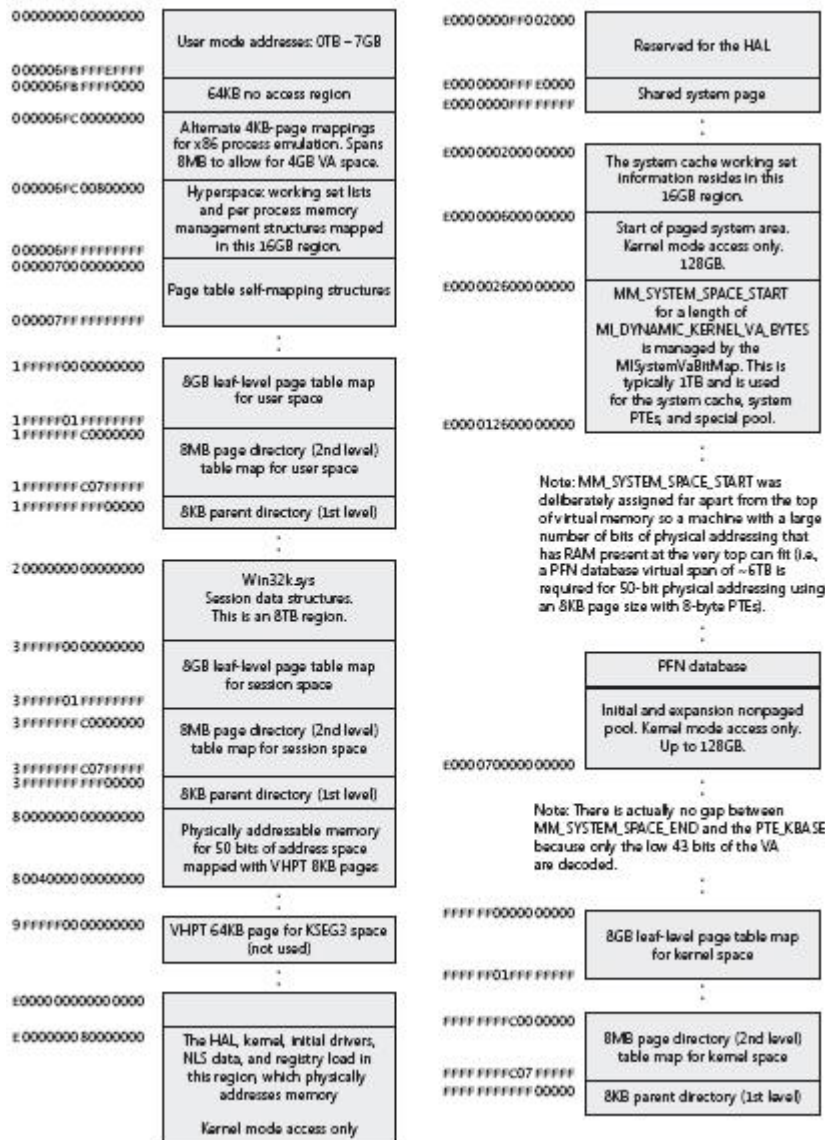 0000000000000000
User mode addresses: 0TB – 7GB
000006FBFFFEFFFF
000006FBFFFF0000
64KB no access region
000006FC00000000
Alternate 4KB-page mappings
for x86 process emulation. Spans
8MB to allow for 4GB VA space.
000006FC00800000
Hyperspace: working set lists
and per process memory
management structures mapped
in this 16GB region.
000006FFFFFFFFFF
0000070000000000
Page table self-mapping structures
000007FFFFFFFFFF
1FFFFF0000000000
8GB leaf-level page table map
for user space
1FFFFF01FFFFFFFF
1FFFFFFFC0000000
8MB page directory (2nd level)
table map for user space
1FFFFFFFC07FFFFF
1FFFFFFFFFF00000
8KB parent directory (1st level)
2000000000000000
Win32k.sys
Session data structures.
This is an 8TB region.
3FFFFF0000000000
8GB leaf-level page table map
for session space
3FFFFF01FFFFFFFF
3FFFFFFFC0000000
8MB page directory (2nd level)
table map for session space
3FFFFFFFC07FFFFF
3FFFFFFFFFF00000
8KB parent directory (1st level)
8000000000000000
Physically addressable memory
for 50 bits of address space
mapped with VHPT 8KB pages
8004000000000000
9FFFFF0000000000
VHPT 64KB page for KSEG3 space
(not used)
E000000000000000
E000000080000000
The HAL, kernel, initial drivers,
NLS data, and registry load in
this region, which physically
addresses memory
Kernel mode access only
E0000000FF002000
Reserved for the HAL
E0000000FFFE0000
Shared system page
E0000000FFFFFFFF
E000000200000000
The system cache working set
information resides in this
16GB region.
E000000600000000
Start of paged system area.
Kernel mode access only.
128GB.
E000002600000000
MM_SYSTEM_SPACE_START
for a length of
MI_DYNAMIC_KERNEL_VA_BYTES
is managed by the
MISystemVaBitMap. This is
typically 1TB and is used
for the system cache, system
PTEs, and special pool.
E000012600000000
Note: MM_SYSTEM_SPACE_START was
deliberately assigned far apart from the top
of virtual memory so a machine with a large
number of bits of physical addressing that
has RAM present at the very top can fit (i.e.,
a PFN database virtual span of ~6TB is
required for 50-bit physical addressing using
an 8KB page size with 8-byte PTEs).
PFN database
Initial and expansion nonpaged
pool. Kernel mode access only.
Up to 128GB.
E000070000000000
Note: There is actually no gap between
MM_SYSTEM_SPACE_END and the PTE_KBASE
because only the low 43 bits of the VA
are decoded.
FFFFFF0000000000
8GB leaf-level page table map
for kernel space
FFFFFF01FFFFFFFF
FFFFFFFFC0000000
8MB page directory (2nd level)
table map for kernel space
FFFFFFFFC07FFFFF
FFFFFFFFFFF00000
8KB parent directory (1st level)